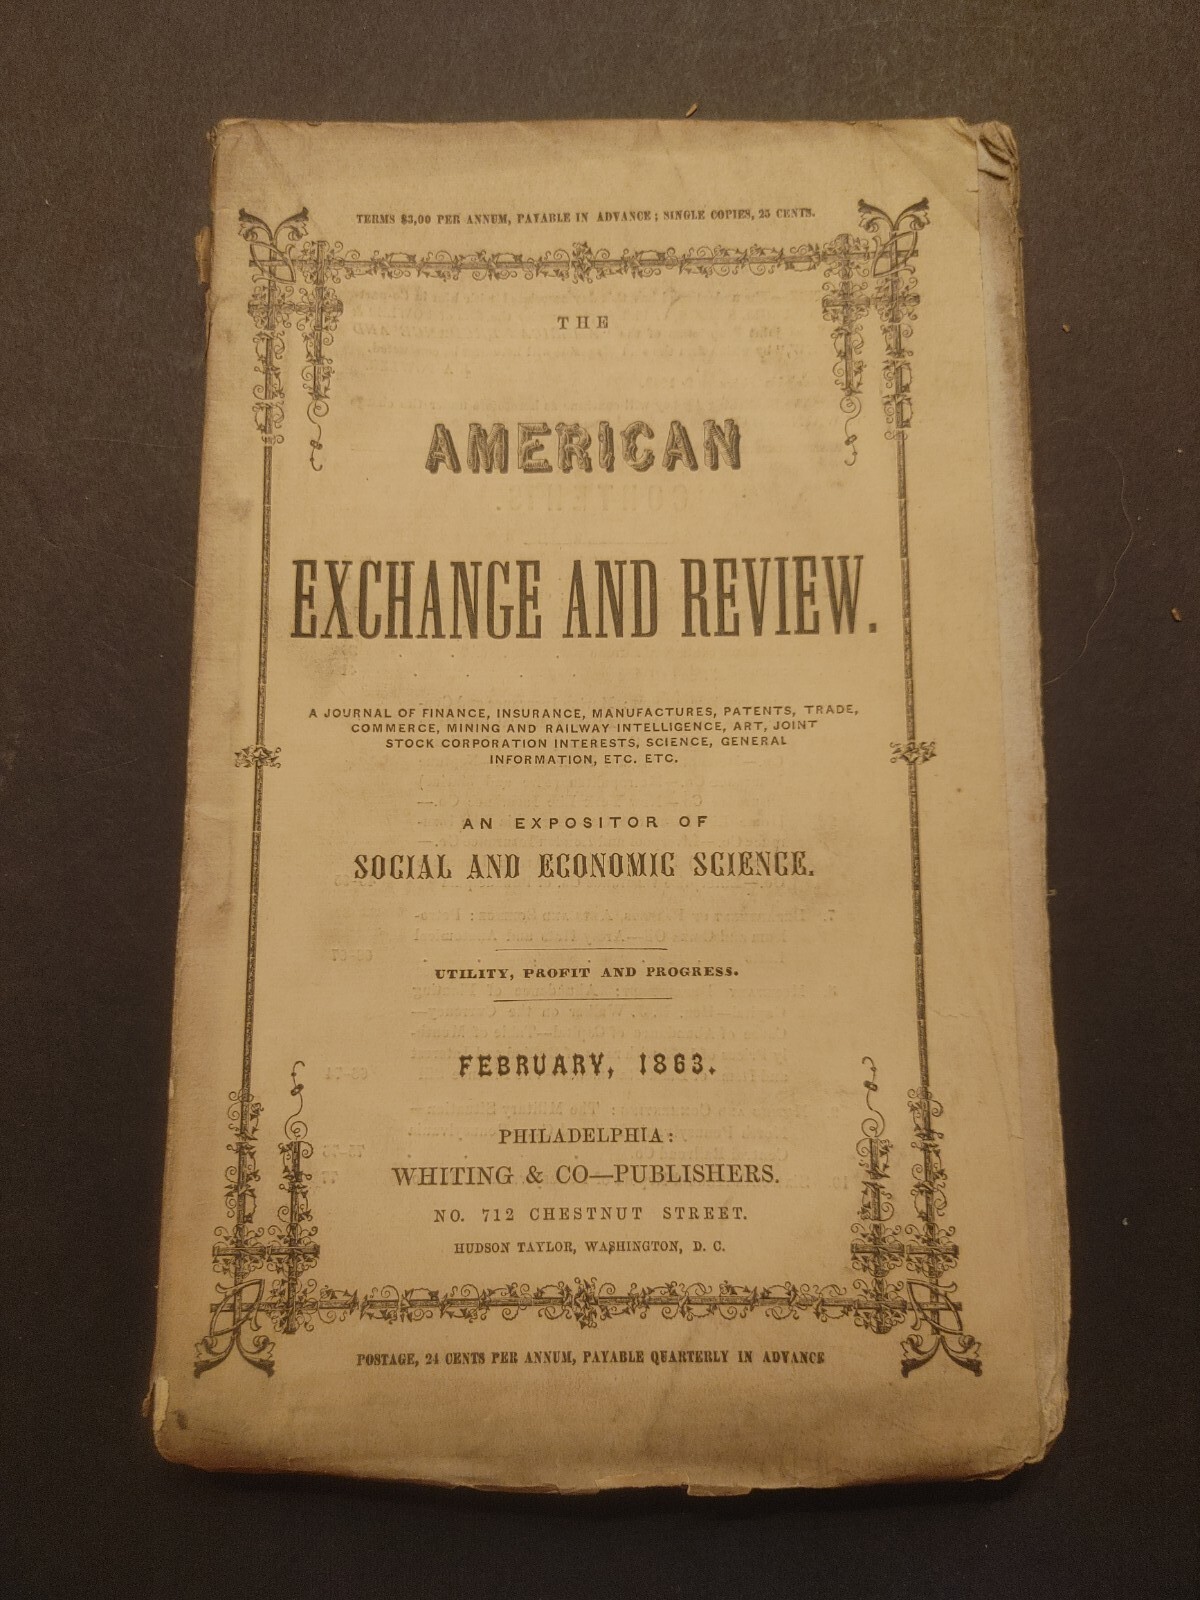 TERMS $3,00 PER ANNUM, PAYABLE IN ADVANCE; SINGLE COPIES, 25 CENTS.
THE
AMERICAN
EXCHANGE AND REVIEW.
A JOURNAL OF FINANCE, INSURANCE, MANUFACTURES, PATENTS, TRADE,
COMMERCE, MINING AND RAILWAY INTELLIGENCE, ART, JOINT
STOCK CORPORATION INTERESTS, SCIENCE, GENERAL
INFORMATION, ETC. ETC.
AN EXPOSITOR OF
SOCIAL AND ECONOMIC SCIENCE.
UTILITY, PROFIT AND PROGRESS.
FEBRUARY, 1863.
PHILADELPHIA:
WHITING & CO—PUBLISHERS.
NO. 712 CHESTNUT STREET.
HUDSON TAYLOR, WASHINGTON, D. C.
POSTAGE, 24 CENTS PER ANNUM, PAYABLE QUARTERLY IN ADVANCE